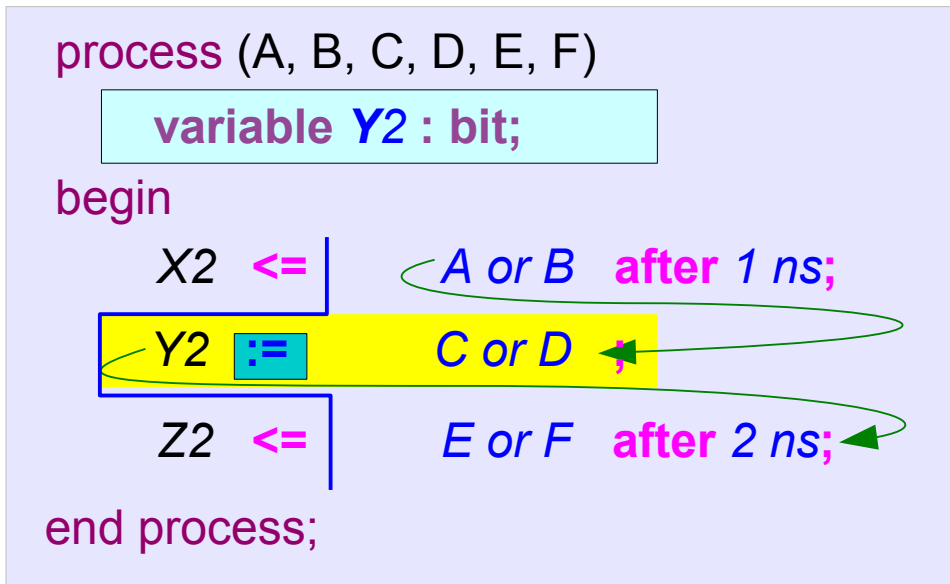 process (A, B, C, D, E, F)
variable Y2 : bit;
begin
X2 <= A or B after 1 ns;
Y2 := C or D ;
Z2 <= E or F after 2 ns;
end process;